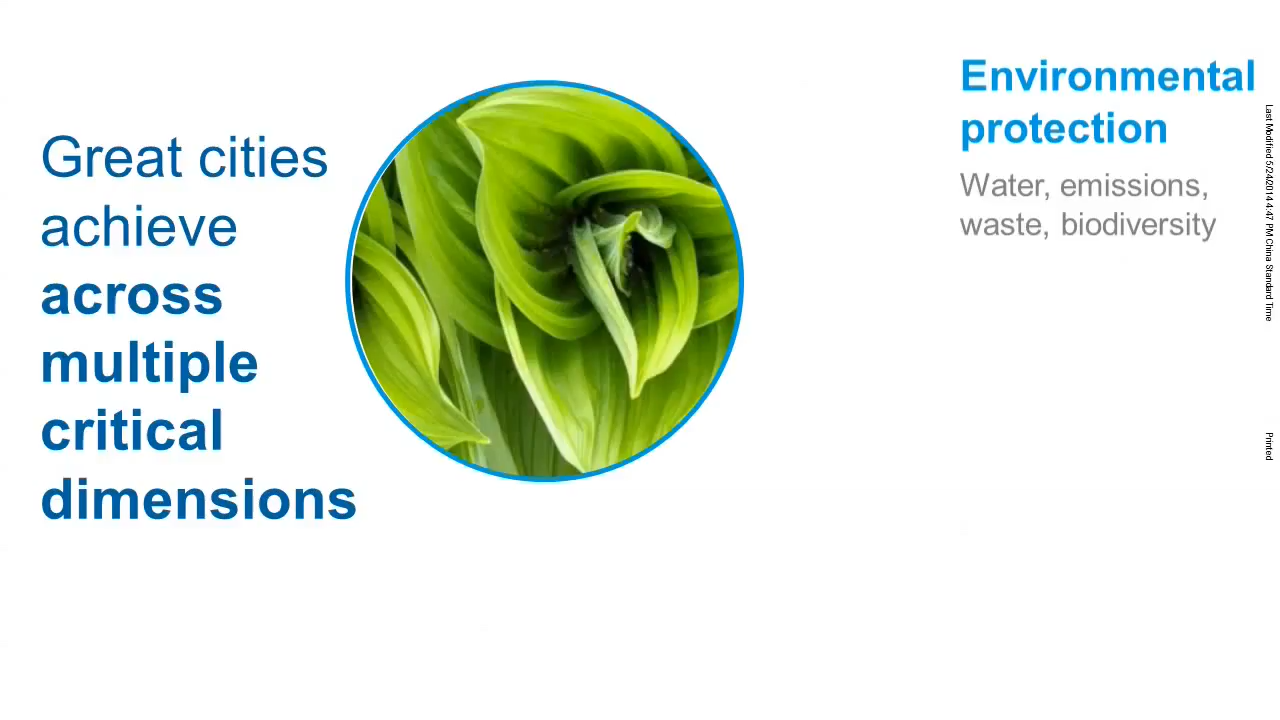 Great cities
achieve
across
multiple
critical
dimensions
Environmental
protection
Water, emissions,
waste, biodiversity
Last Modified 5/24/2014 4:47 PM China Standard Time
Printed